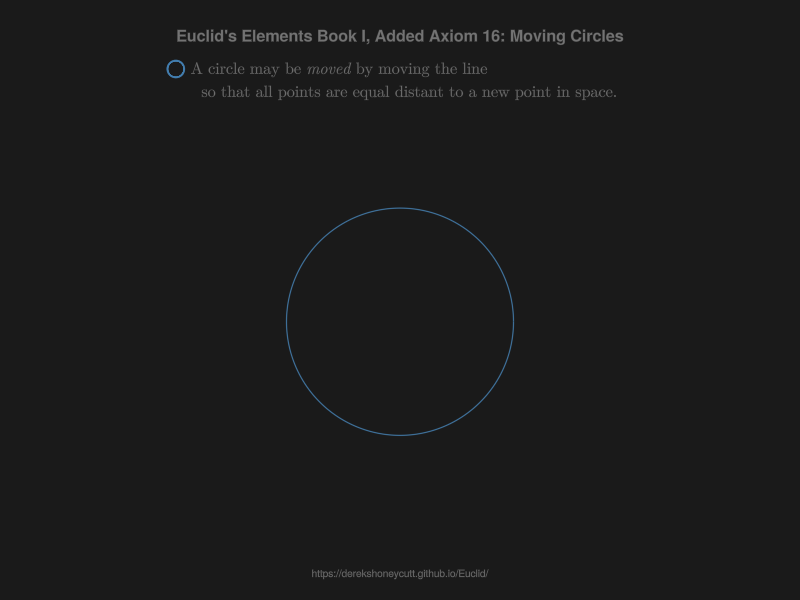 Euclid's Elements Book I, Added Axiom 16: Moving Circles
A circle may be moved by moving the line
so that all points are equal distant to a new point in space.
https://derekshoneycutt.github.io/Euclid/